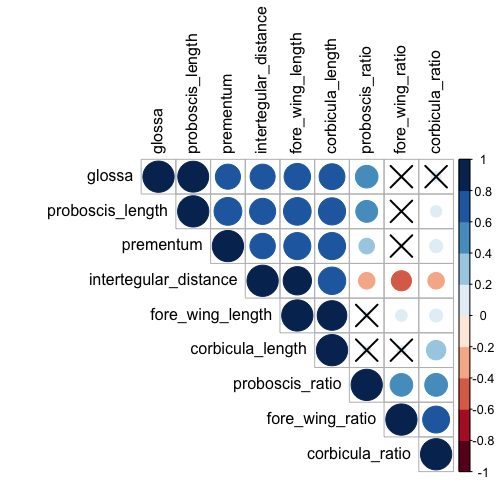 glossa
proboscis_length
prementum
intertegular_distance
fore_wing_length
corbicula_length
proboscis_ratio
fore_wing_ratio
corbicula_ratio
glossa
proboscis_length
prementum
intertegular_distance
fore_wing_length
corbicula_length
proboscis_ratio
fore_wing_ratio
corbicula_ratio
1
0.8
0.6
0.4
0.2
0
-0.2
-0.4
-0.6
-0.8
-1